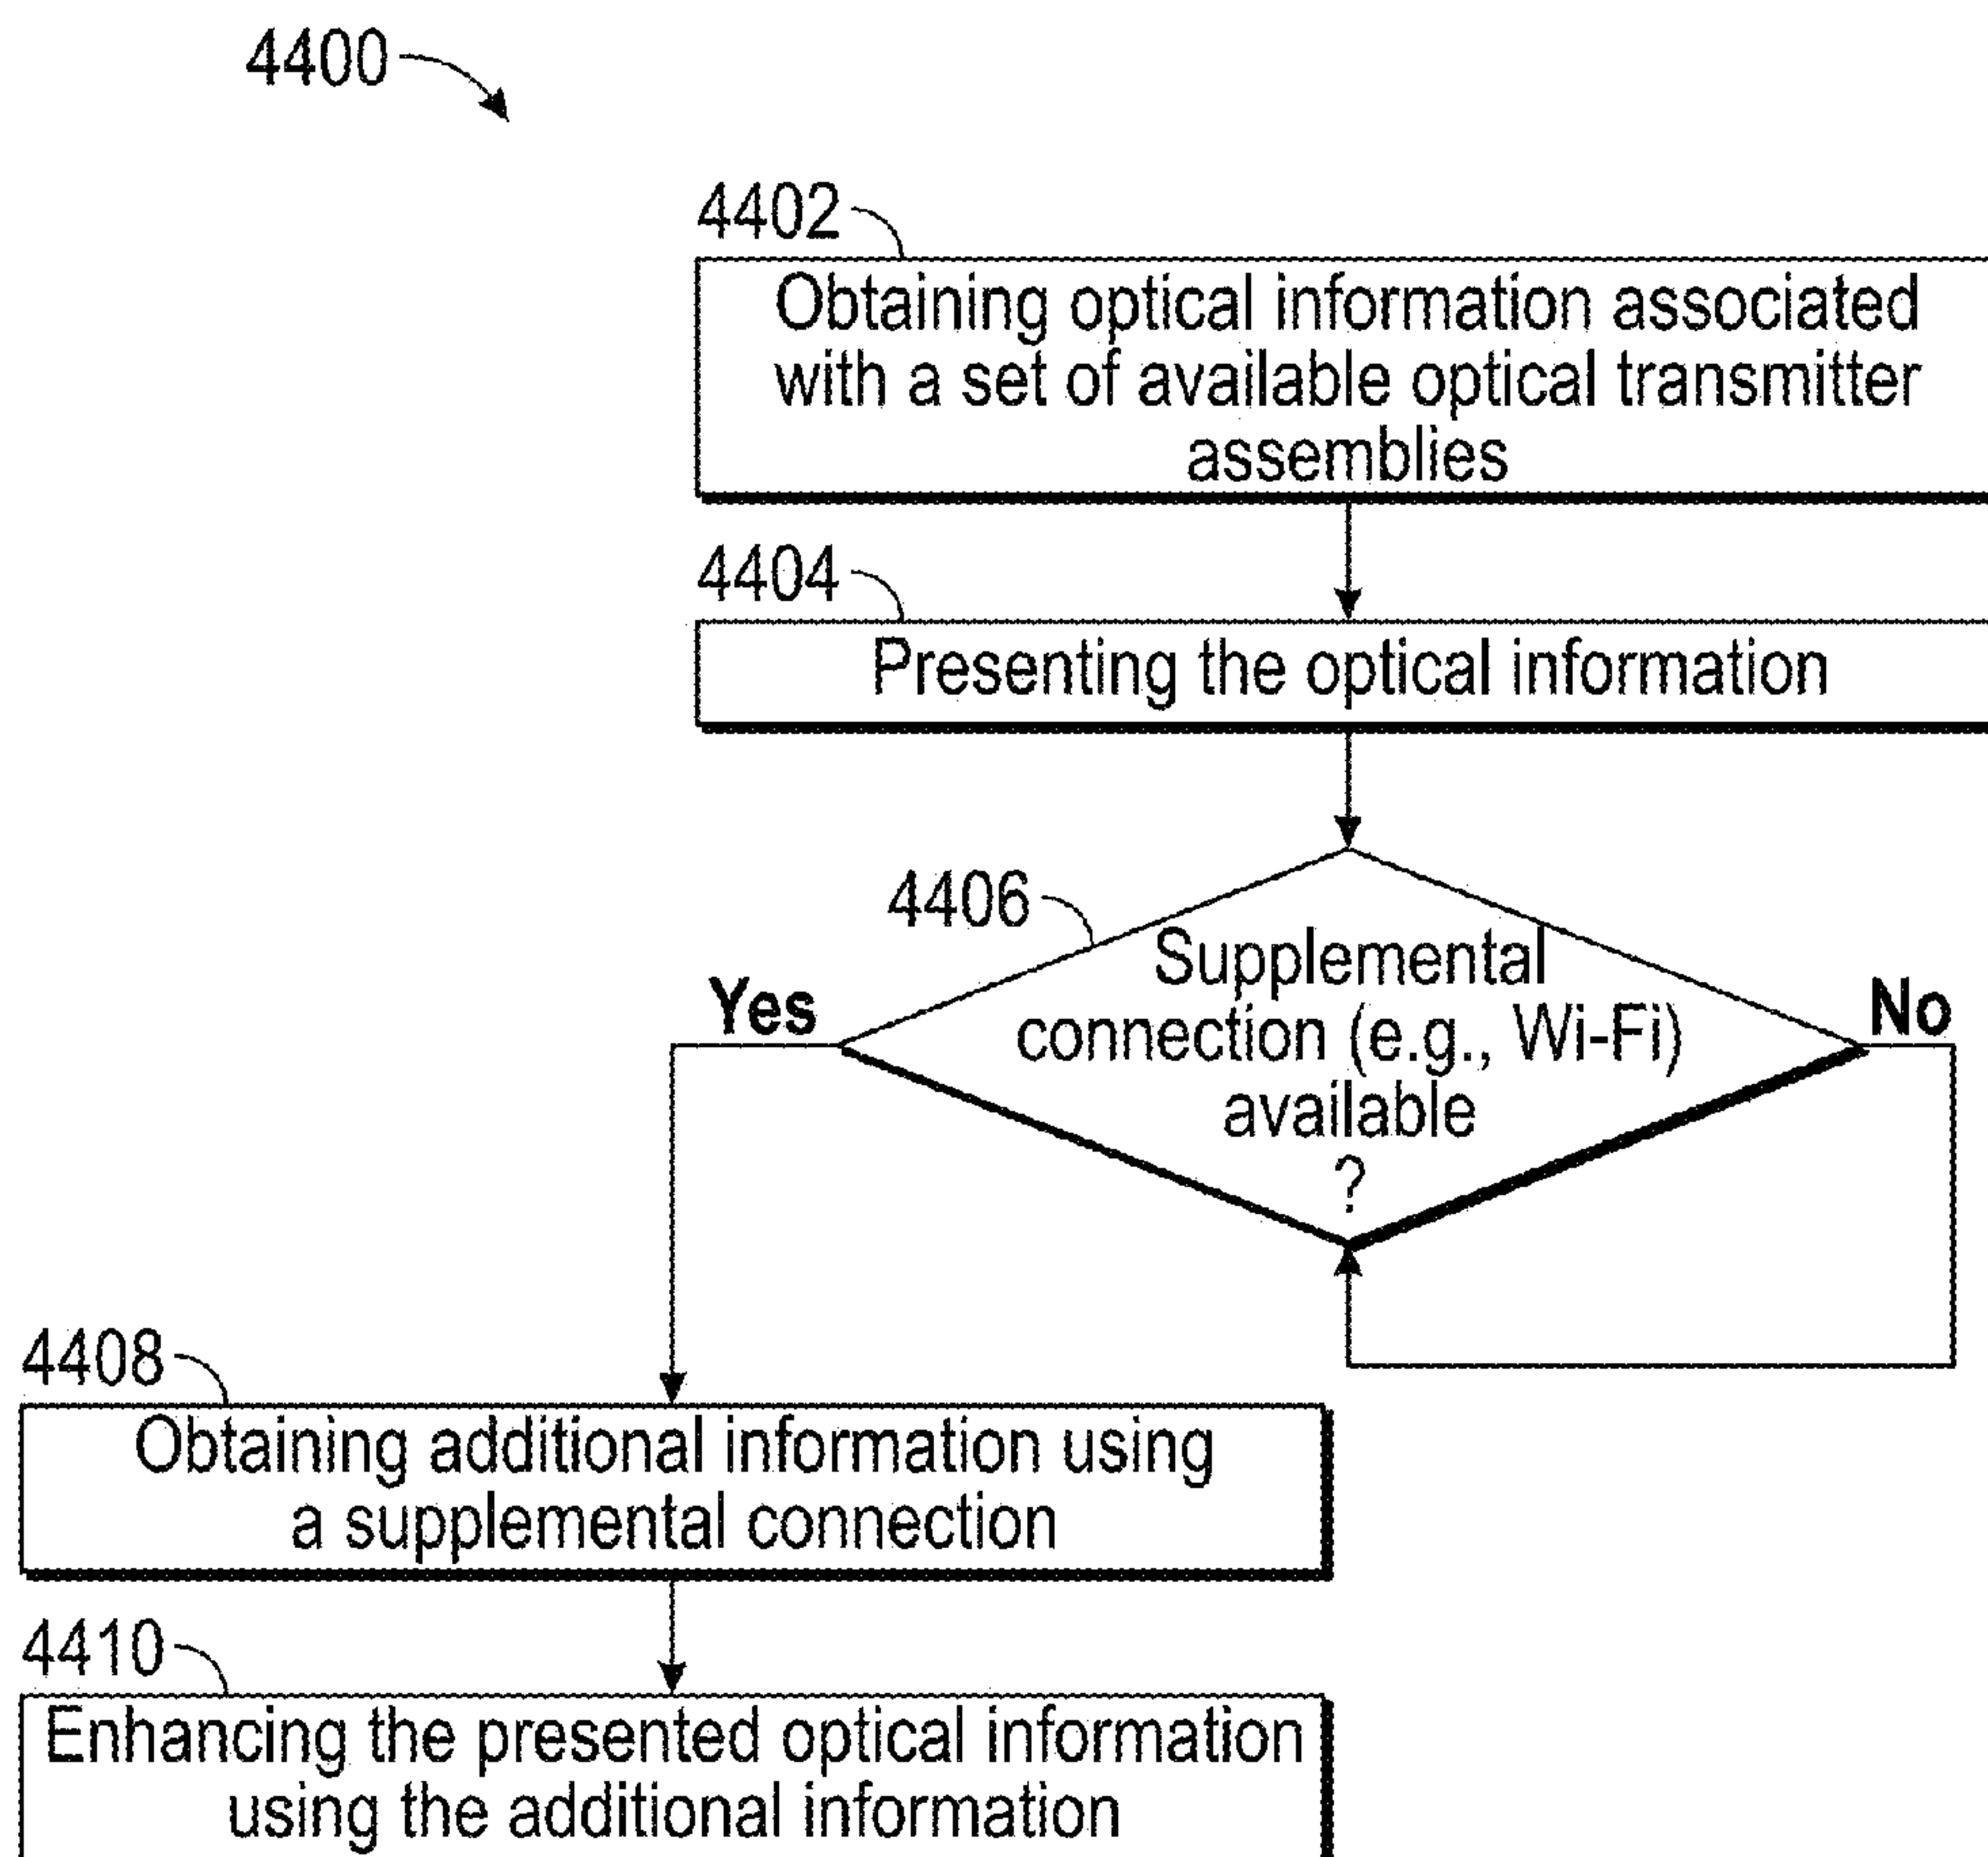 4400
4402
Obtaining optical information associated
with a set of available optical transmitter
assemblies
4404
Presenting the optical information
4406
Supplemental
connection (e.g., Wi-Fi)
available
?
Yes
No
4408
Obtaining additional information using
a supplemental connection
4410
Enhancing the presented optical information
using the additional information